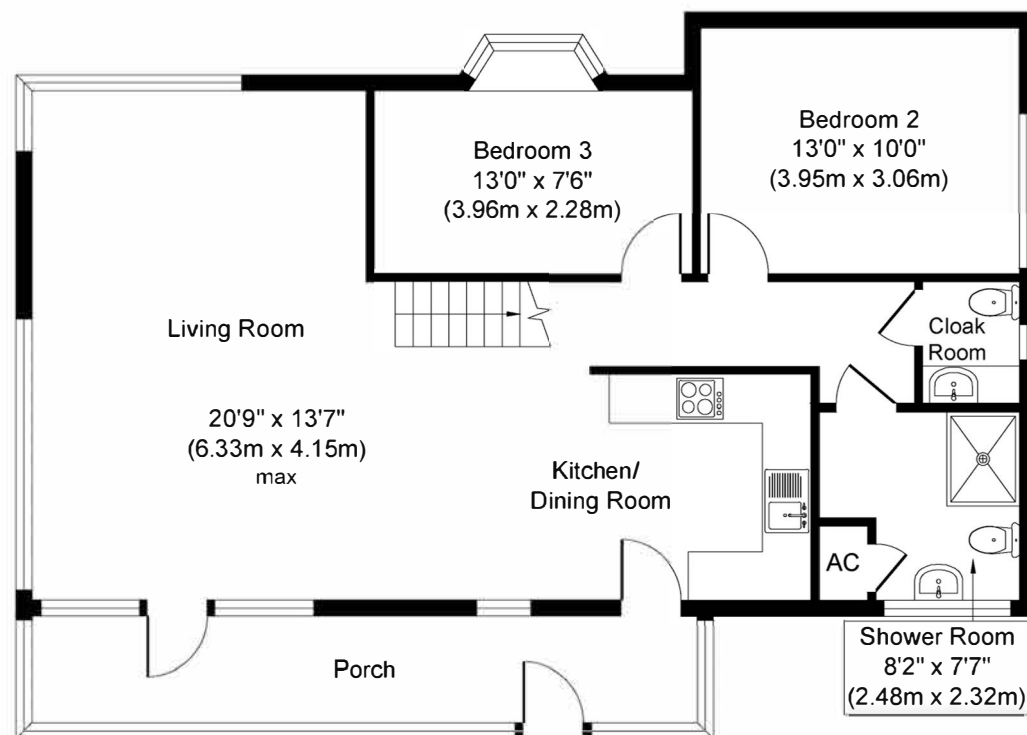 Bedroom 2
13'0" x 10'0"
(3.95m x 3.06m)
Bedroom 3
13'0" x 7'6"
(3.96m x 2.28m)
Living Room
20'9" x 13'7"
(6.33m x 4.15m)
max
Cloak
Room
Kitchen/
Dining Room
AC
Porch
Shower Room
8'2" x 7'7"
(2.48m x 2.32m)